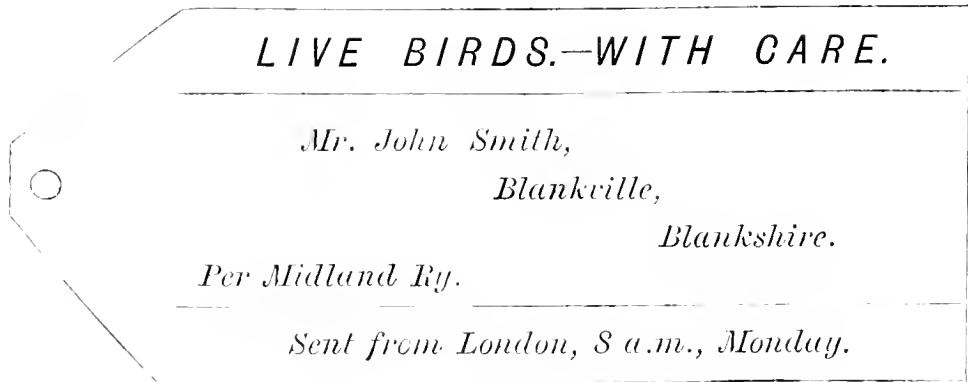 LIVE BIRDS.—WITH CARE.
Mr. John Smith,
Blankville,
Blankshire.
Per Midland Ry.
Sent from London, 8 a.m., Monday.